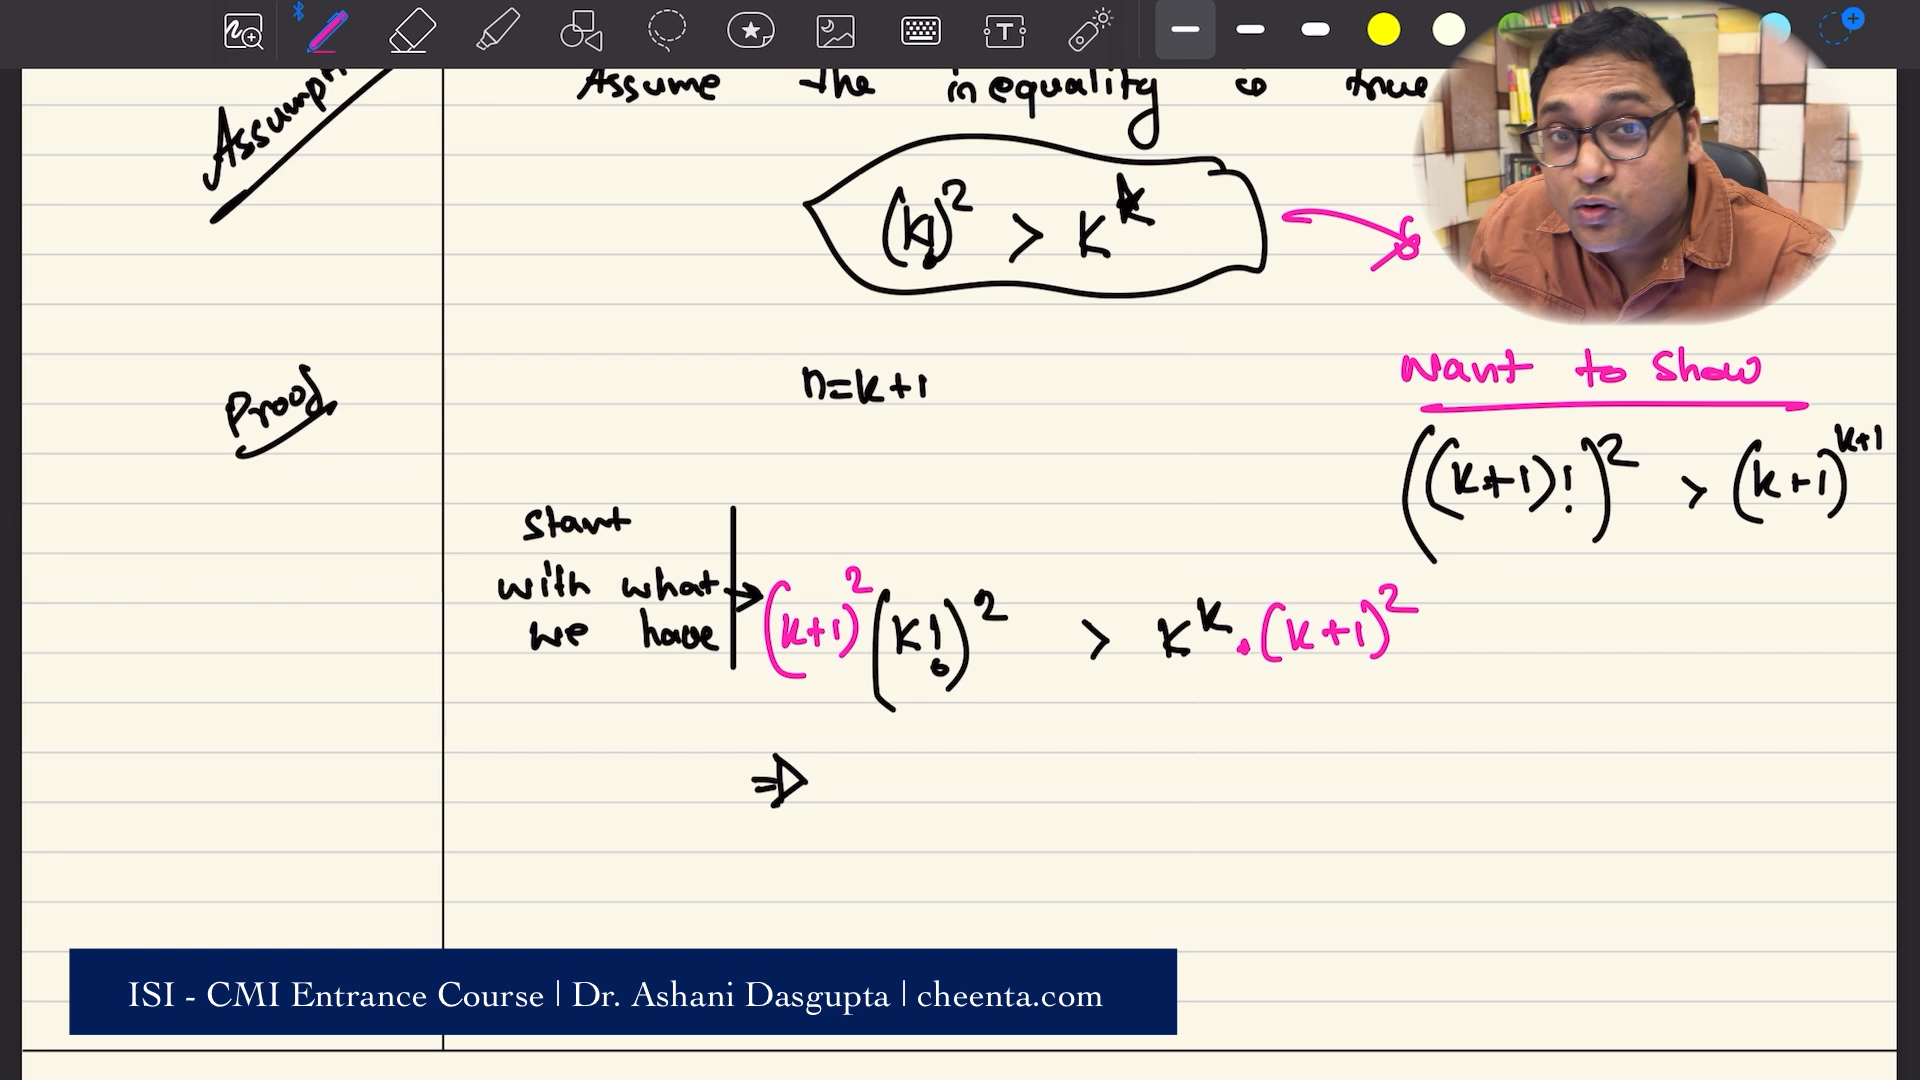 Assume the inequality is true
Assumpt
(k!)² > k^k
Proof
n=k+1
Want to show
((k+1)!)² > (k+1)^{k+1}
Start
with what
we have
(k+1)² (k!)² > k^k · (k+1)²
⇒
ISI - CMI Entrance Course | Dr. Ashani Dasgupta | cheenta.com